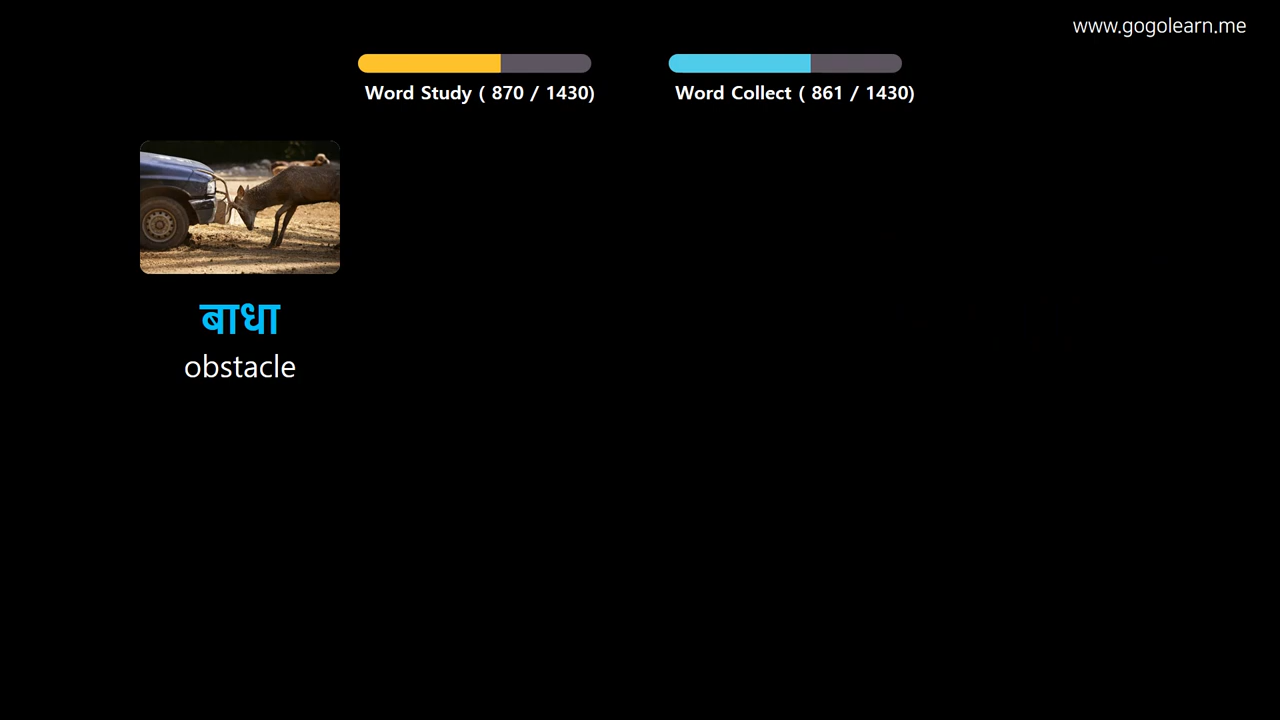 www.gogolearn.me
Word Study ( 870 / 1430)
Word Collect ( 861 / 1430)
बाधा
obstacle